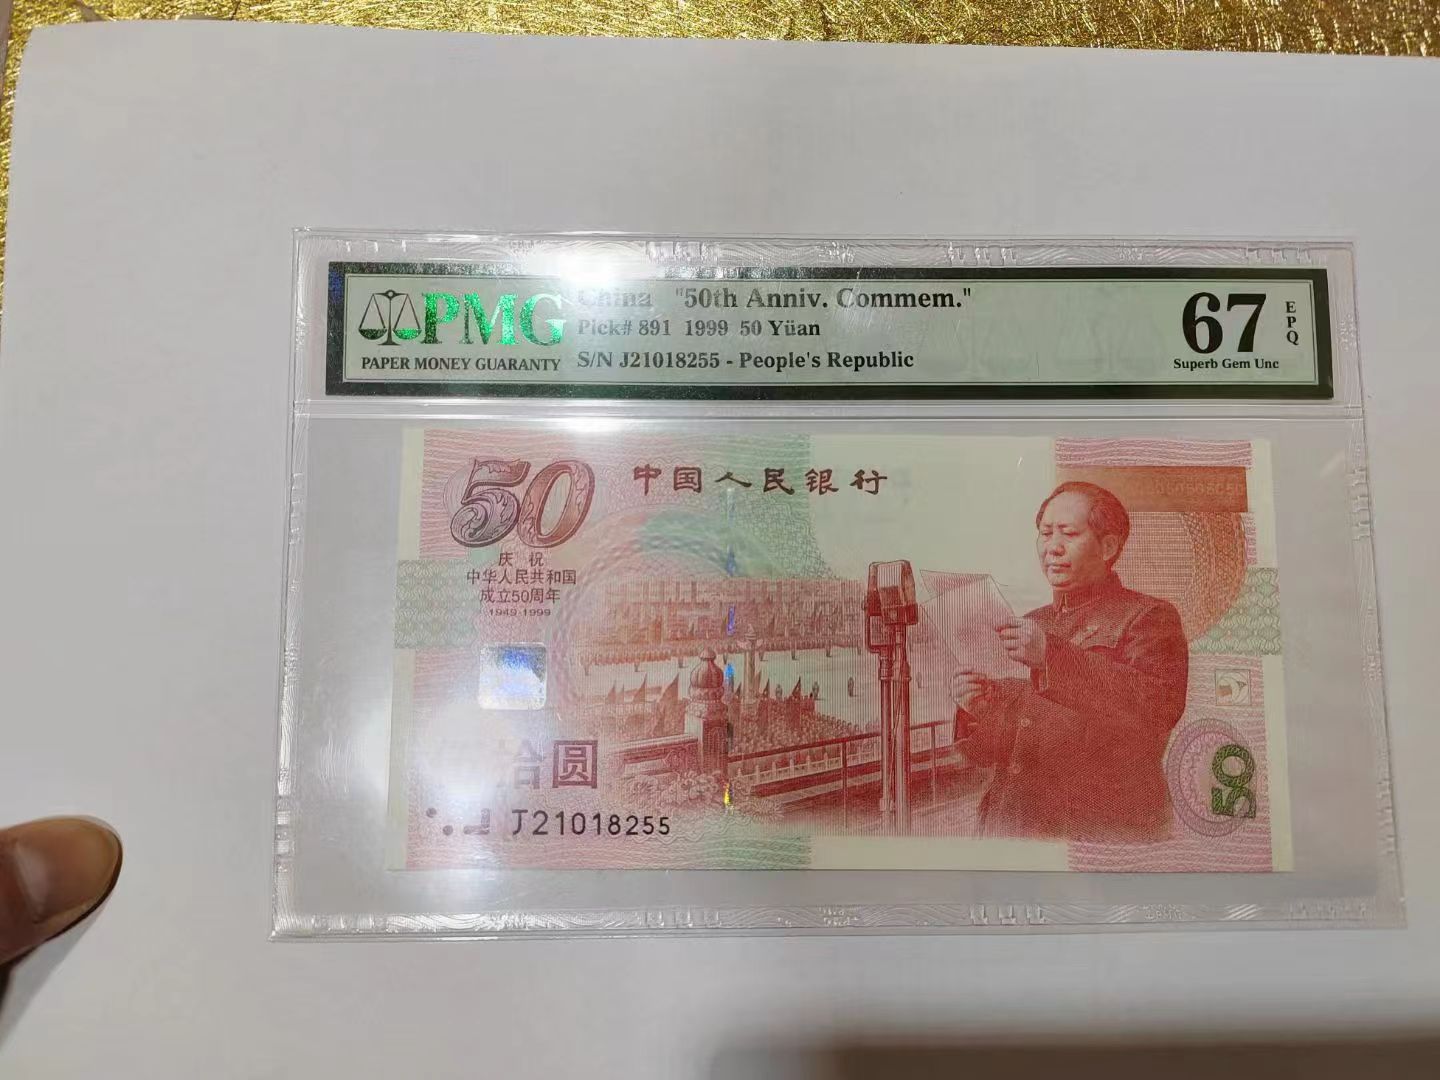 PMG
PAPER MONEY GUARANTY
China "50th Anniv. Commem."
Pick# 891 1999 50 Yüan
S/N J21018255 - People's Republic
67
EPQ
Superb Gem Unc
50
中国人民银行
庆祝
中华人民共和国
成立50周年
1949-1999
拾圆
J21018255
50